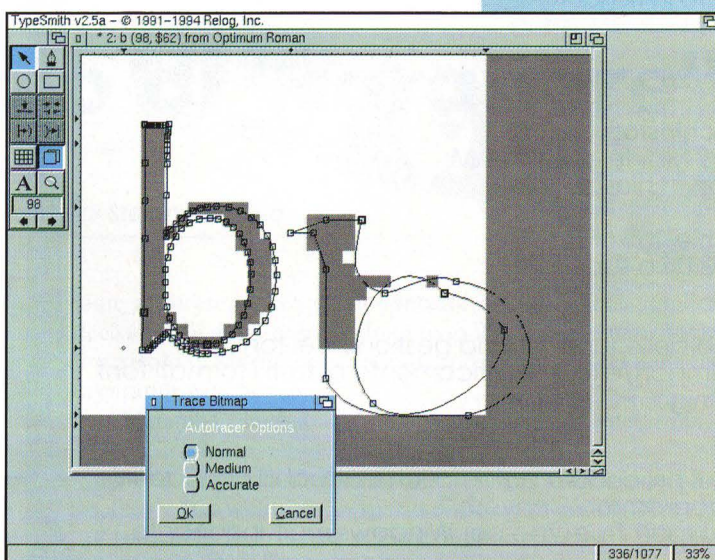 TypeSmith v2.5a - © 1991-1994 Relog, Inc.
* 2: b (98, $62) from Optimum Roman
A
98
br
Trace Bitmap
Autotracer Options
Normal
Medium
Accurate
Ok Cancel
336/1077 33%